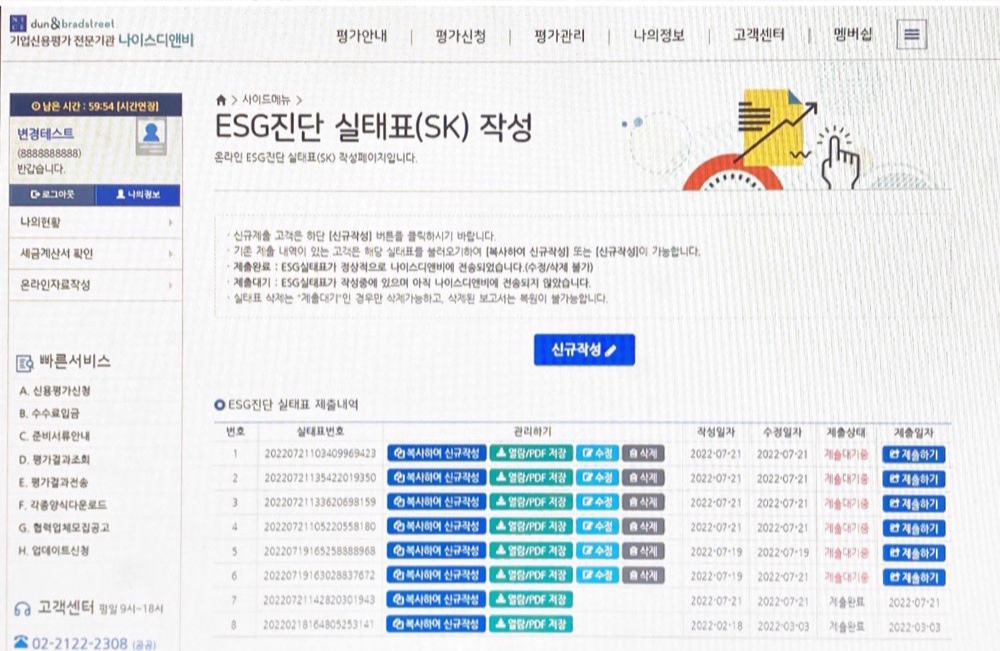 dun&bradstreet
기업신용평가 전문기관 나이스디앤비
평가안내 | 평가신청 | 평가관리 | 나의정보 | 고객센터 | 멤버쉽
남은 시간 : 59:54 [시간연장]
변경테스트
(8888888888)
반갑습니다.
로그아웃 나의정보
나의현황
세금계산서 확인
온라인자료작성
빠른서비스
A. 신용평가신청
B. 수수료입금
C. 준비서류안내
D. 평가결과조회
E. 평가결과전송
F. 각종양식다운로드
G. 협력업체모집공고
H. 업데이트신청
고객센터 평일 9시~18시
02-2122-2308 (공공)
> 사이드메뉴 >
ESG진단 실태표(SK) 작성
온라인 ESG진단 실태표(SK) 작성페이지입니다.
· 신규제출 고객은 하단 [신규작성] 버튼을 클릭하시기 바랍니다.
· 기존 제출 내역이 있는 고객은 해당 실태표를 불러오기하여 [복사하여 신규작성] 또는 [신규작성]이 가능합니다.
· 제출완료 : ESG실태표가 정상적으로 나이스디앤비에 전송되었습니다.(수정/삭제 불가)
· 제출대기 : ESG실태표가 작성중에 있으며 아직 나이스디앤비에 전송되지 않았습니다.
· 실태표 삭제는 "제출대기"인 경우만 삭제가능하고, 삭제된 보고서는 복원이 불가능합니다.
신규작성
ESG진단 실태표 제출내역
번호 실태표번호 관리하기 작성일자 수정일자 제출상태 제출일자
1 20220721103409969423 복사하여 신규작성 열람/PDF 저장 수정 삭제 2022-07-21 2022-07-21 제출대기중 제출하기
2 20220721135422019350 복사하여 신규작성 열람/PDF 저장 수정 삭제 2022-07-21 2022-07-21 제출대기중 제출하기
3 20220721133620698159 복사하여 신규작성 열람/PDF 저장 수정 삭제 2022-07-21 2022-07-21 제출대기중 제출하기
4 20220721105220558180 복사하여 신규작성 열람/PDF 저장 수정 삭제 2022-07-21 2022-07-21 제출대기중 제출하기
5 20220719165258888968 복사하여 신규작성 열람/PDF 저장 수정 삭제 2022-07-19 2022-07-19 제출대기중 제출하기
6 20220719163028837672 복사하여 신규작성 열람/PDF 저장 수정 삭제 2022-07-19 2022-07-21 제출대기중 제출하기
7 20220721142820301943 복사하여 신규작성 열람/PDF 저장 2022-07-21 2022-07-21 제출완료 2022-07-21
8 20220218164805253141 복사하여 신규작성 열람/PDF 저장 2022-02-18 2022-03-03 제출완료 2022-03-03